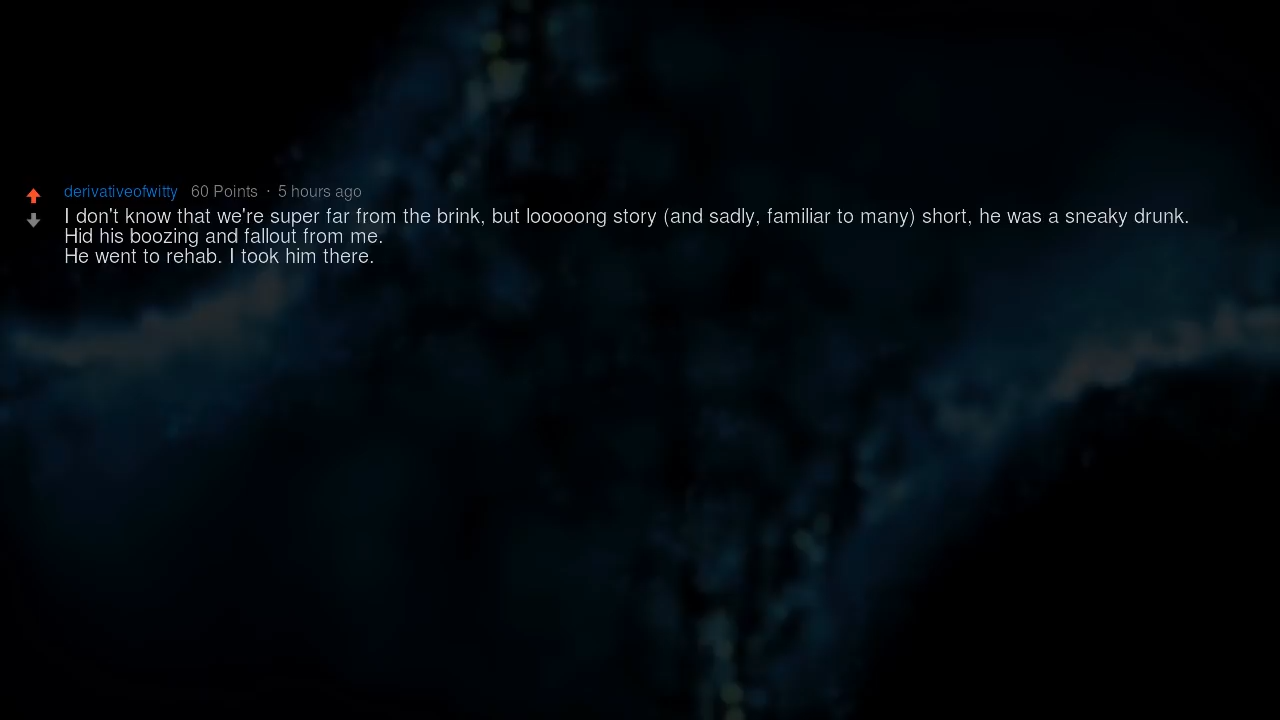 derivativeofwitty 60 Points · 5 hours ago
I don't know that we're super far from the brink, but looooong story (and sadly, familiar to many) short, he was a sneaky drunk.
Hid his boozing and fallout from me.
He went to rehab. I took him there.